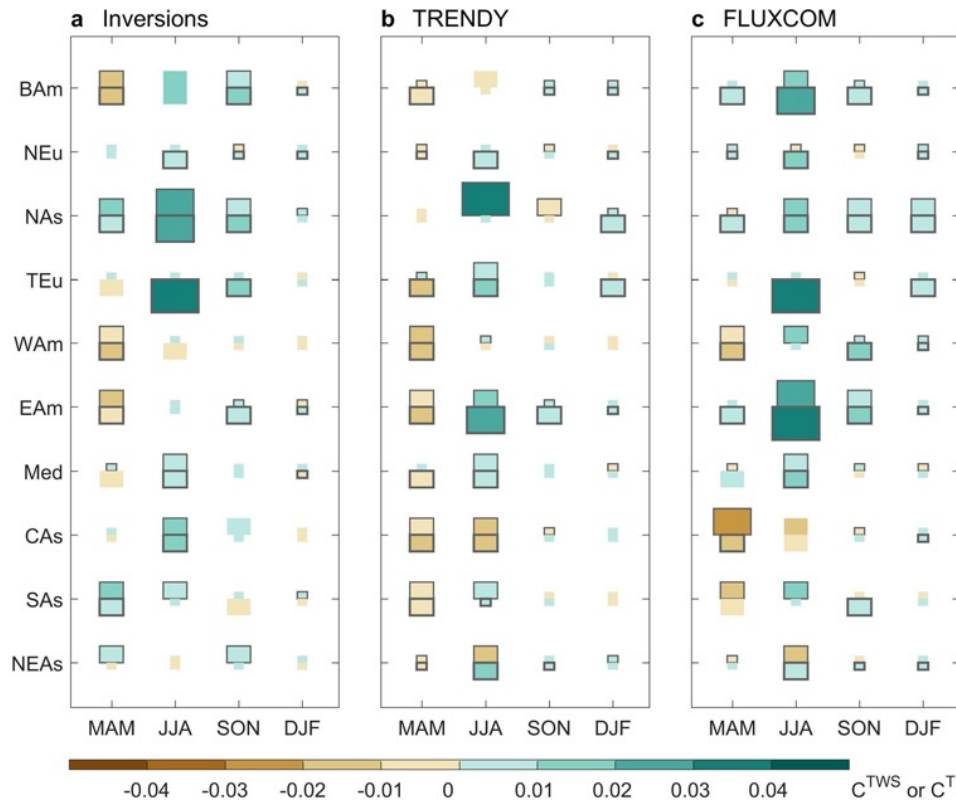 a Inversions b TRENDY c FLUXCOM
BAm
NEu
NAs
TEu
WAm
EAm
Med
CAs
SAs
NEAs
MAM JJA SON DJF MAM JJA SON DJF MAM JJA SON DJF
-0.04 -0.03 -0.02 -0.01 0 0.01 0.02 0.03 0.04 C^TWS or C^T